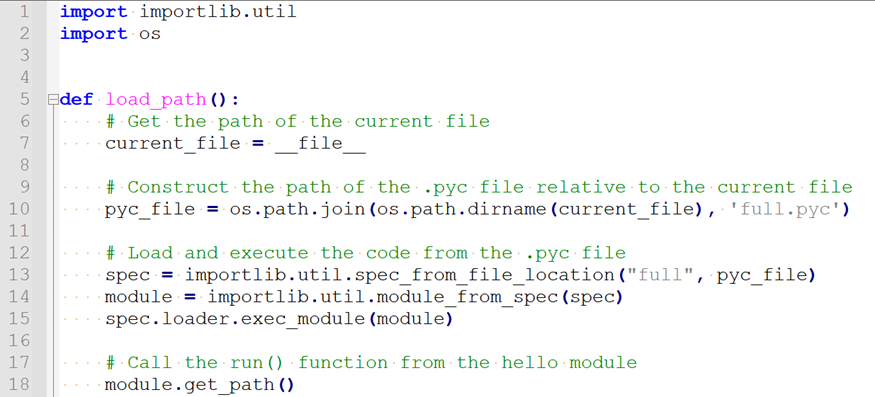 1 import importlib.util
2 import os
3
4
5 def load_path():
6 # Get the path of the current file
7 current_file = __file__
8
9 # Construct the path of the .pyc file relative to the current file
10 pyc_file = os.path.join(os.path.dirname(current_file), 'full.pyc')
11
12 # Load and execute the code from the .pyc file
13 spec = importlib.util.spec_from_file_location("full", pyc_file)
14 module = importlib.util.module_from_spec(spec)
15 spec.loader.exec_module(module)
16
17 # Call the run() function from the hello module
18 module.get_path()